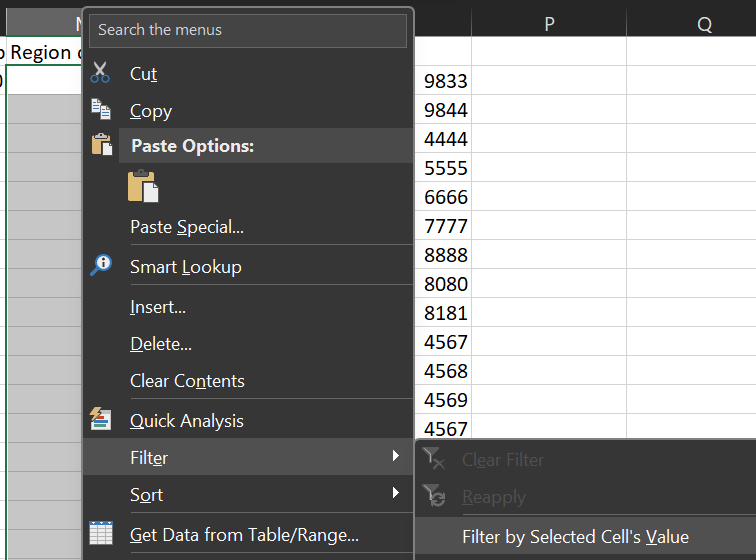 M P Q
Region
Search the menus
Cut
Copy
Paste Options:
Paste Special...
Smart Lookup
Insert...
Delete...
Clear Contents
Quick Analysis
Filter
Sort
Get Data from Table/Range...
9833
9844
4444
5555
6666
7777
8888
8080
8181
4567
4568
4569
4567
Clear Filter
Reapply
Filter by Selected Cell's Value